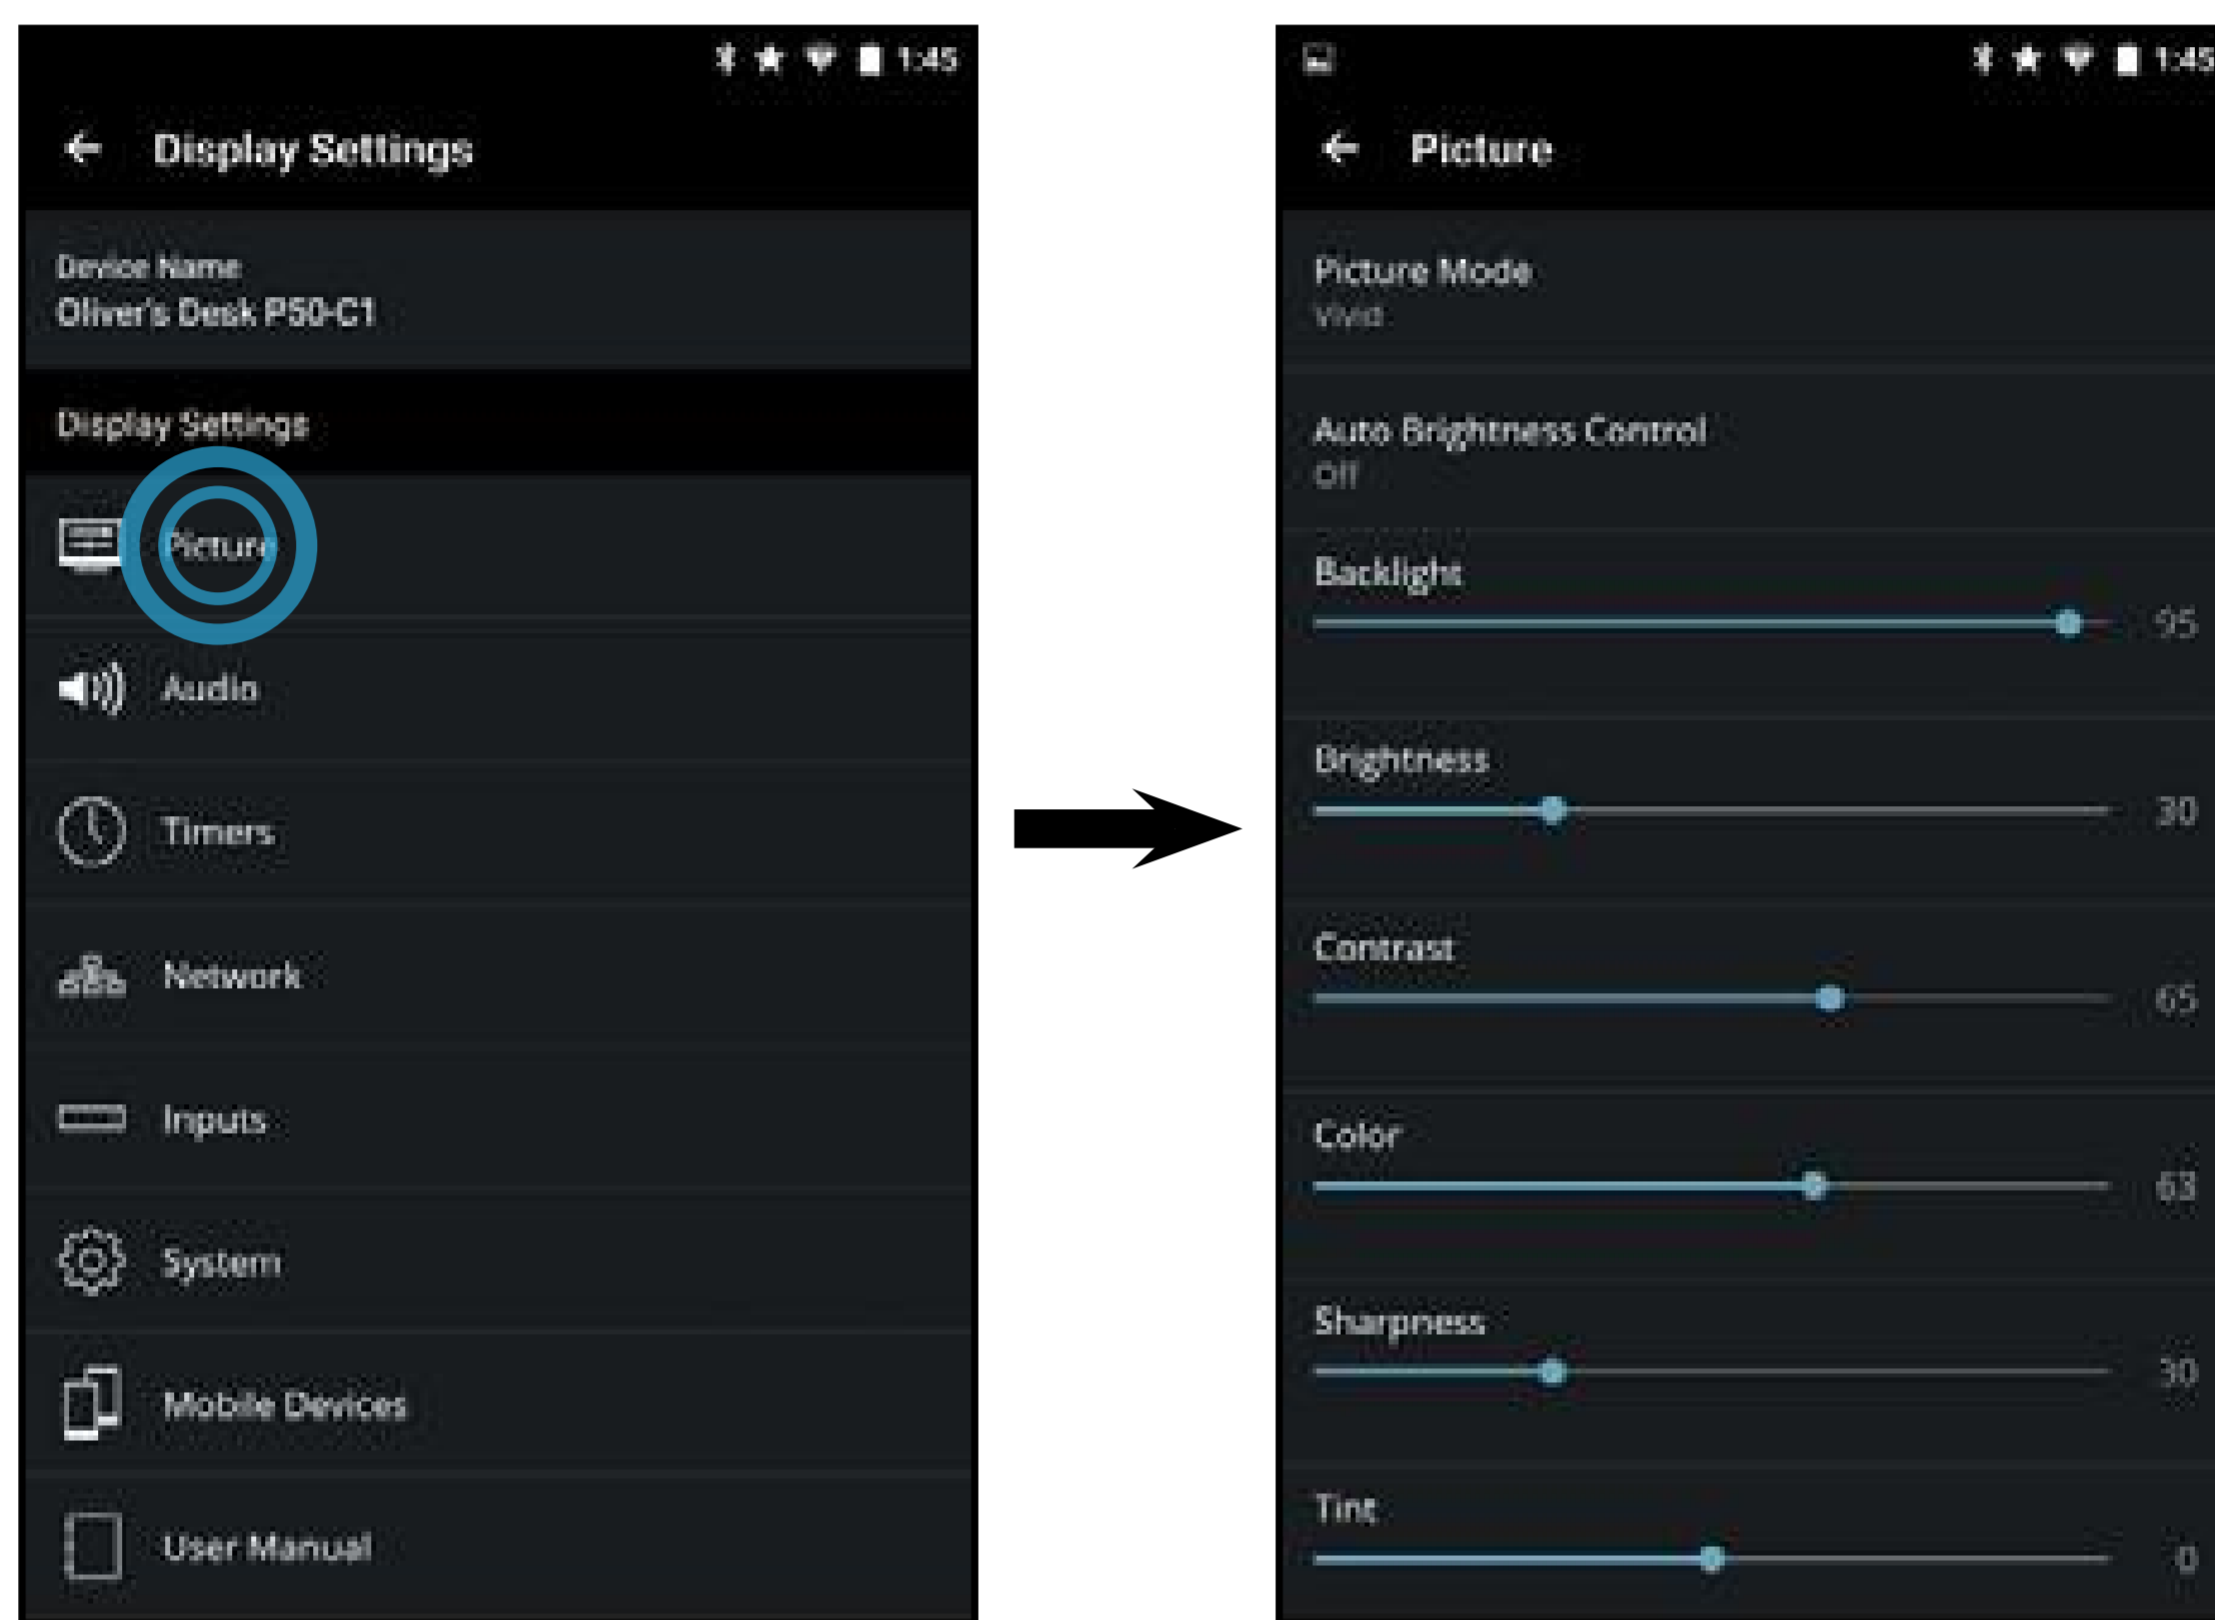 1:45
Display Settings
Device Name
Oliver's Desk P50-C1
Display Settings
Picture
Audio
Timers
Network
Inputs
System
Mobile Devices
User Manual
1:45
Picture
Picture Mode
Vivid
Auto Brightness Control
Off
Backlight
95
Brightness
30
Contrast
65
Color
63
Sharpness
30
Tint
0